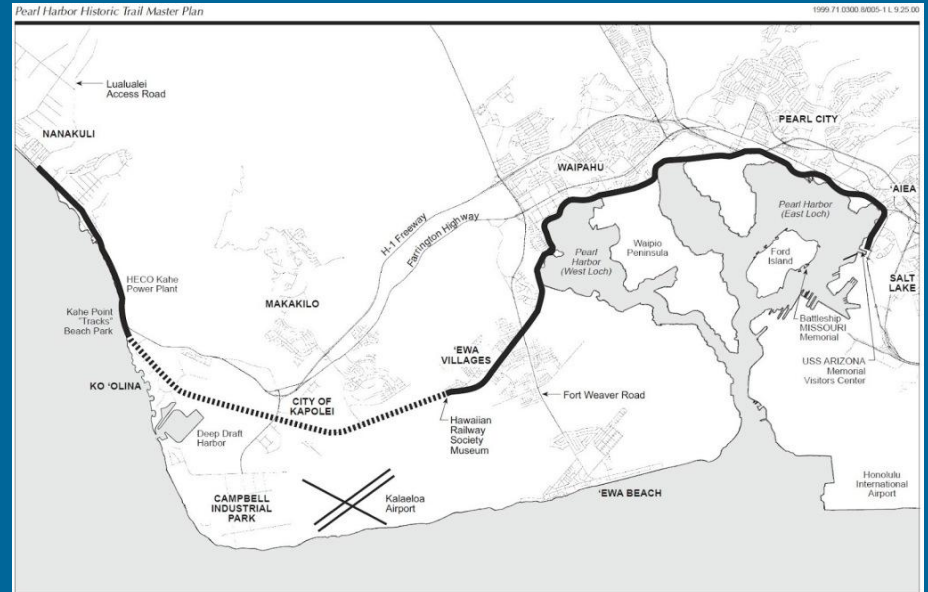 Pearl Harbor Historic Trail Master Plan
1999.71.0300.8/005-1 L 9.25.00
Lualualei
Access Road
NANAKULI
PEARL CITY
WAIPAHU
'AIEA
Pearl Harbor
(East Loch)
H-1 Freeway
Farrington Highway
Pearl
Harbor
(West Loch)
Waipio
Peninsula
Ford
Island
SALT
LAKE
HECO Kahe
Power Plant
MAKAKILO
Kahe Point
"Tracks"
Beach Park
Battleship
MISSOURI
Memorial
'EWA
VILLAGES
USS ARIZONA
Memorial
Visitors Center
KO 'OLINA
CITY OF
KAPOLEI
Fort Weaver Road
Deep Draft
Harbor
Hawaiian
Railway
Society
Museum
Honolulu
International
Airport
CAMPBELL
INDUSTRIAL
PARK
Kalaeloa
Airport
'EWA BEACH